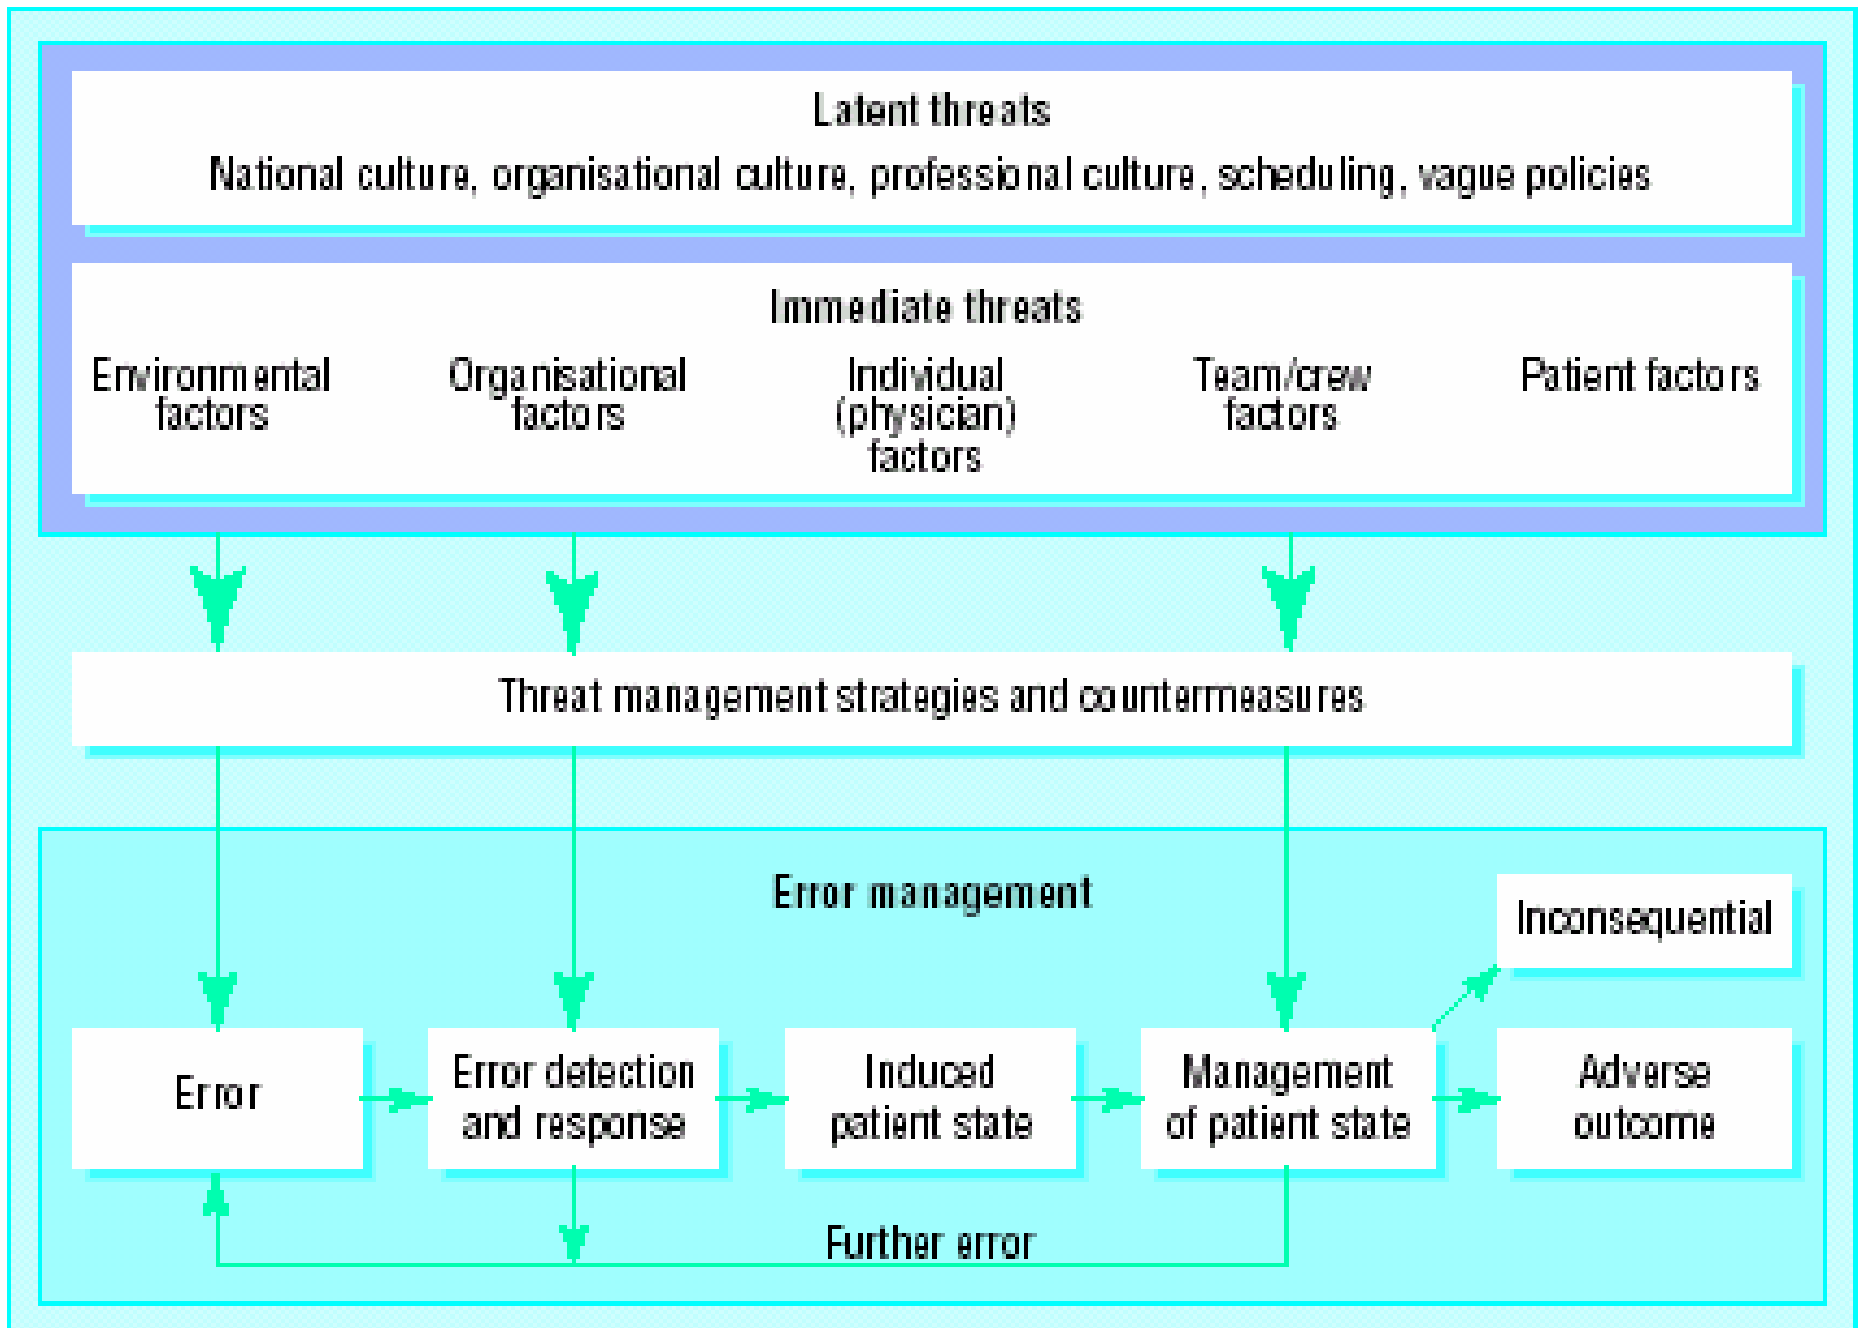 Latent threats
National culture, organisational culture, professional culture, scheduling, vague policies
Immediate threats
Environmental
factors
Organisational
factors
Individual
(physician)
factors
Team/crew
factors
Patient factors
Threat management strategies and countermeasures
Error management
Inconsequential
Error
Error detection
and response
Induced
patient state
Management
of patient state
Adverse
outcome
Further error